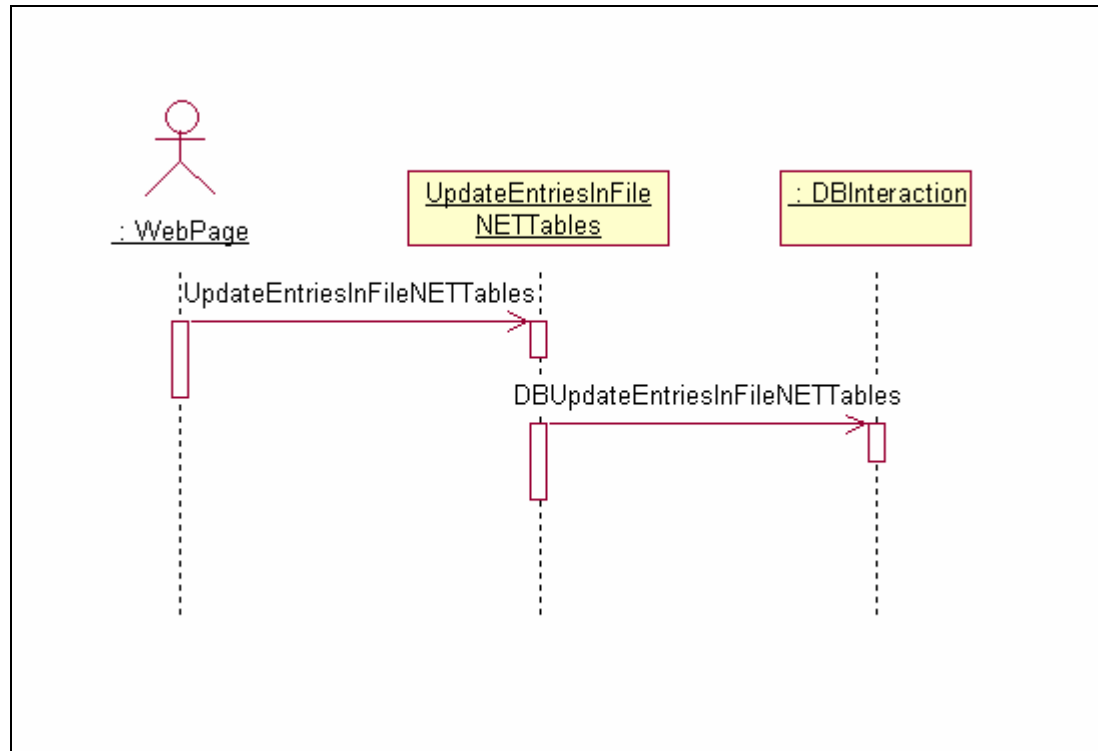 UpdateEntriesInFile
NETTables
: DBInteraction
: WebPage
UpdateEntriesInFileNETTables
DBUpdateEntriesInFileNETTables